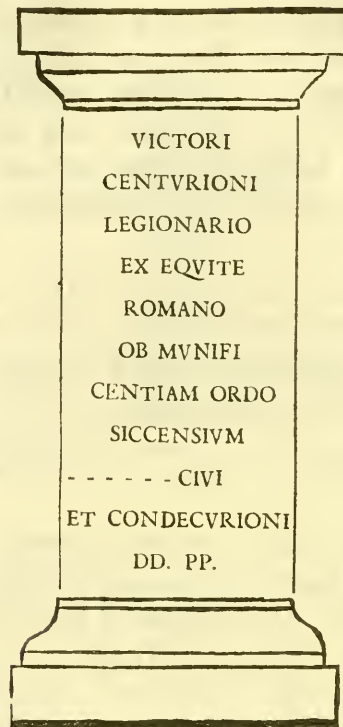 VICTORI
CENTVRIONI
LEGIONARIO
EX EQVITE
ROMANO
OB MVNIFI
CENTIAM ORDO
SICCENSIVM
- - - - - - CIVI
ET CONDECVRIONI
DD. PP.